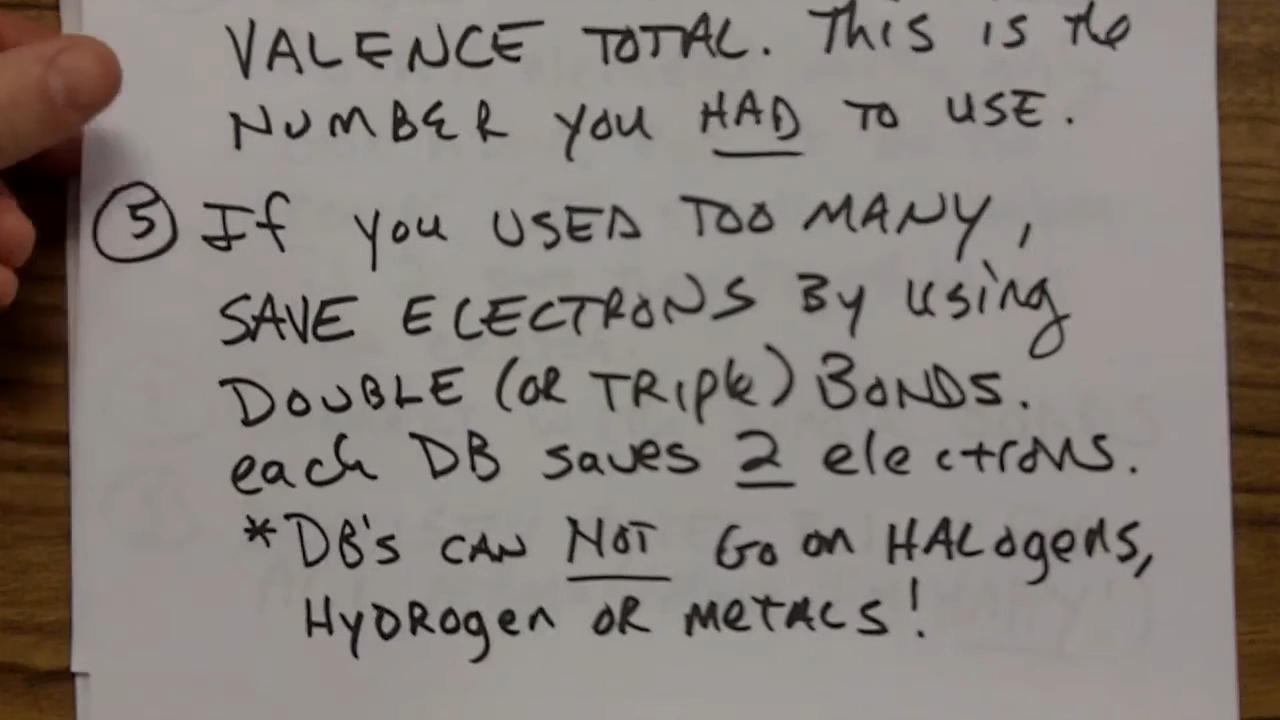 VALENCE TOTAL. This is the
NUMBER you HAD TO USE.
5 If you USED TOO MANY,
SAVE ELECTRONS By using
DOUBLE (OR TRIPLE) BONDS.
each DB saves 2 electrons.
*DB's CAN NOT Go on HALogens,
HyDROgen OR METALS!